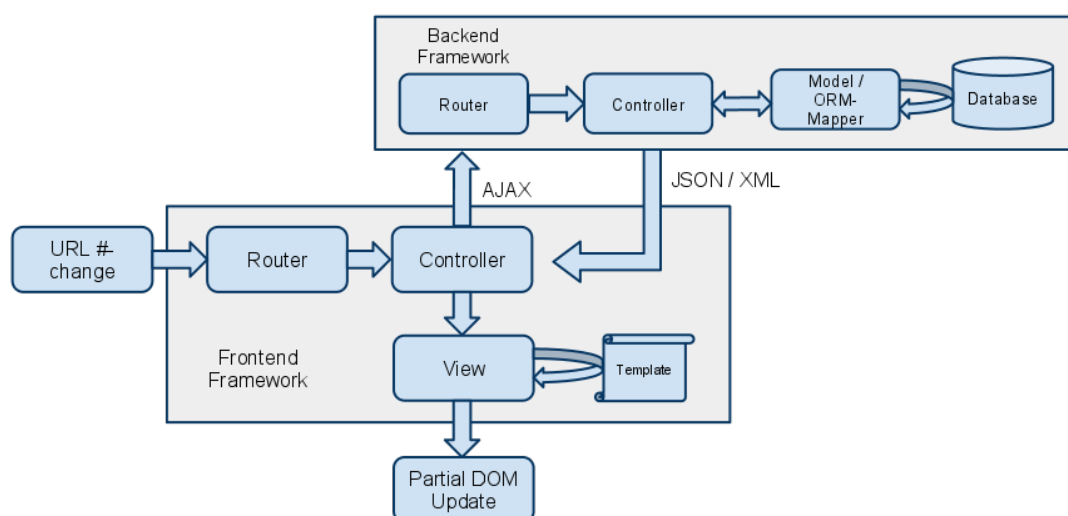 Backend
Framework
Router
Controller
Model /
ORM-
Mapper
Database
AJAX
JSON / XML
URL #-
change
Router
Controller
View
Template
Frontend
Framework
Partial DOM
Update